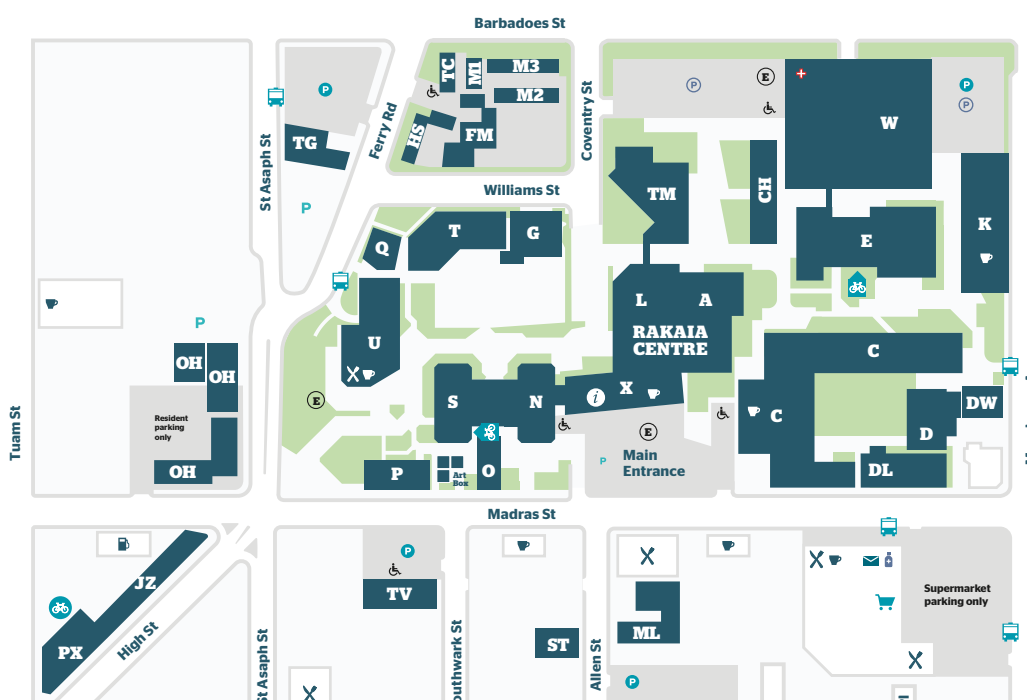 Barbadoes St
TC
M1
M3
M2
HS
FM
P
E
W
P
P
P
TG
Ferry Rd
St Asaph St
Coventry St
Williams St
TM
CH
K
P
Q
T
G
E
L
A
RAKAIA
CENTRE
P
U
C
OH
OH
S
N
i
X
C
DW
E
E
D
Resident
parking
only
Tuam St
OH
P
Art
Box
O
P
Main
Entrance
DL
Madras St
JZ
PX
High St
St Asaph St
P
TV
outhwark St
ST
Allen St
ML
P
Supermarket
parking only